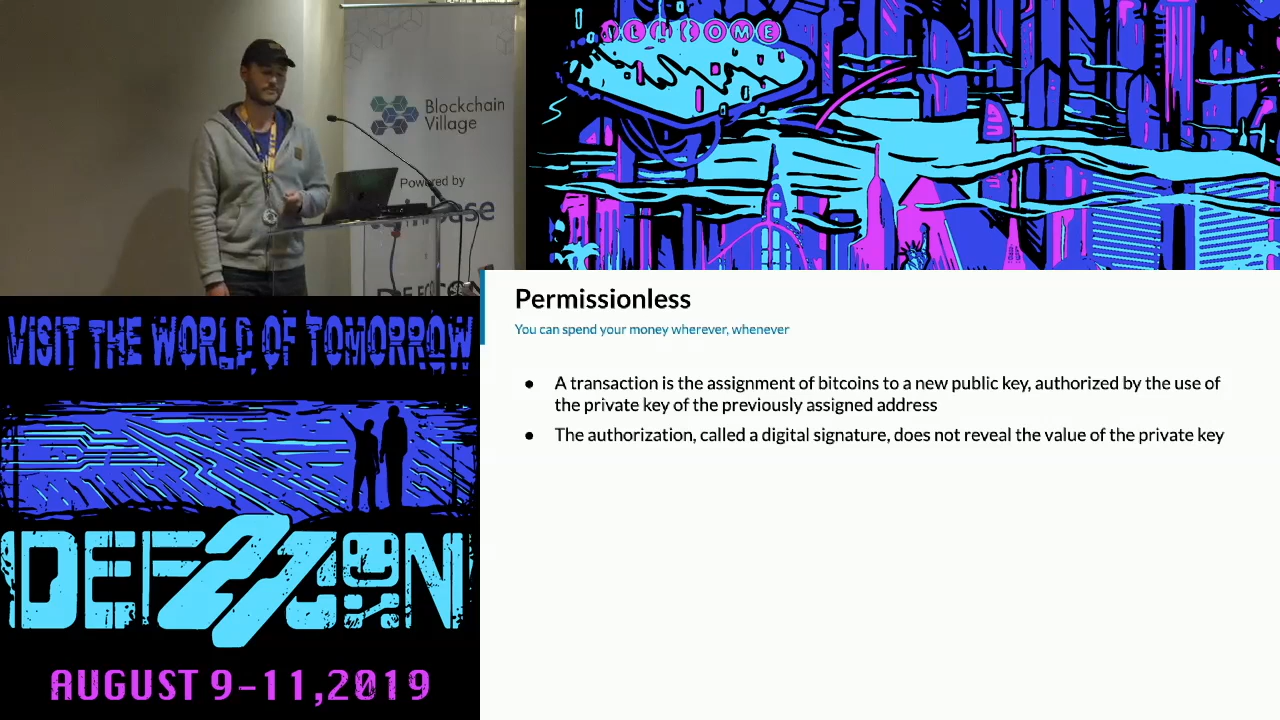 WELCOME
Blockchain
Village
Powered by
coinbase
Permissionless
You can spend your money wherever, whenever
● A transaction is the assignment of bitcoins to a new public key, authorized by the use of
the private key of the previously assigned address
● The authorization, called a digital signature, does not reveal the value of the private key
VISIT THE WORLD OF TOMORROW
DEF 27 CON
AUGUST 9-11,2019